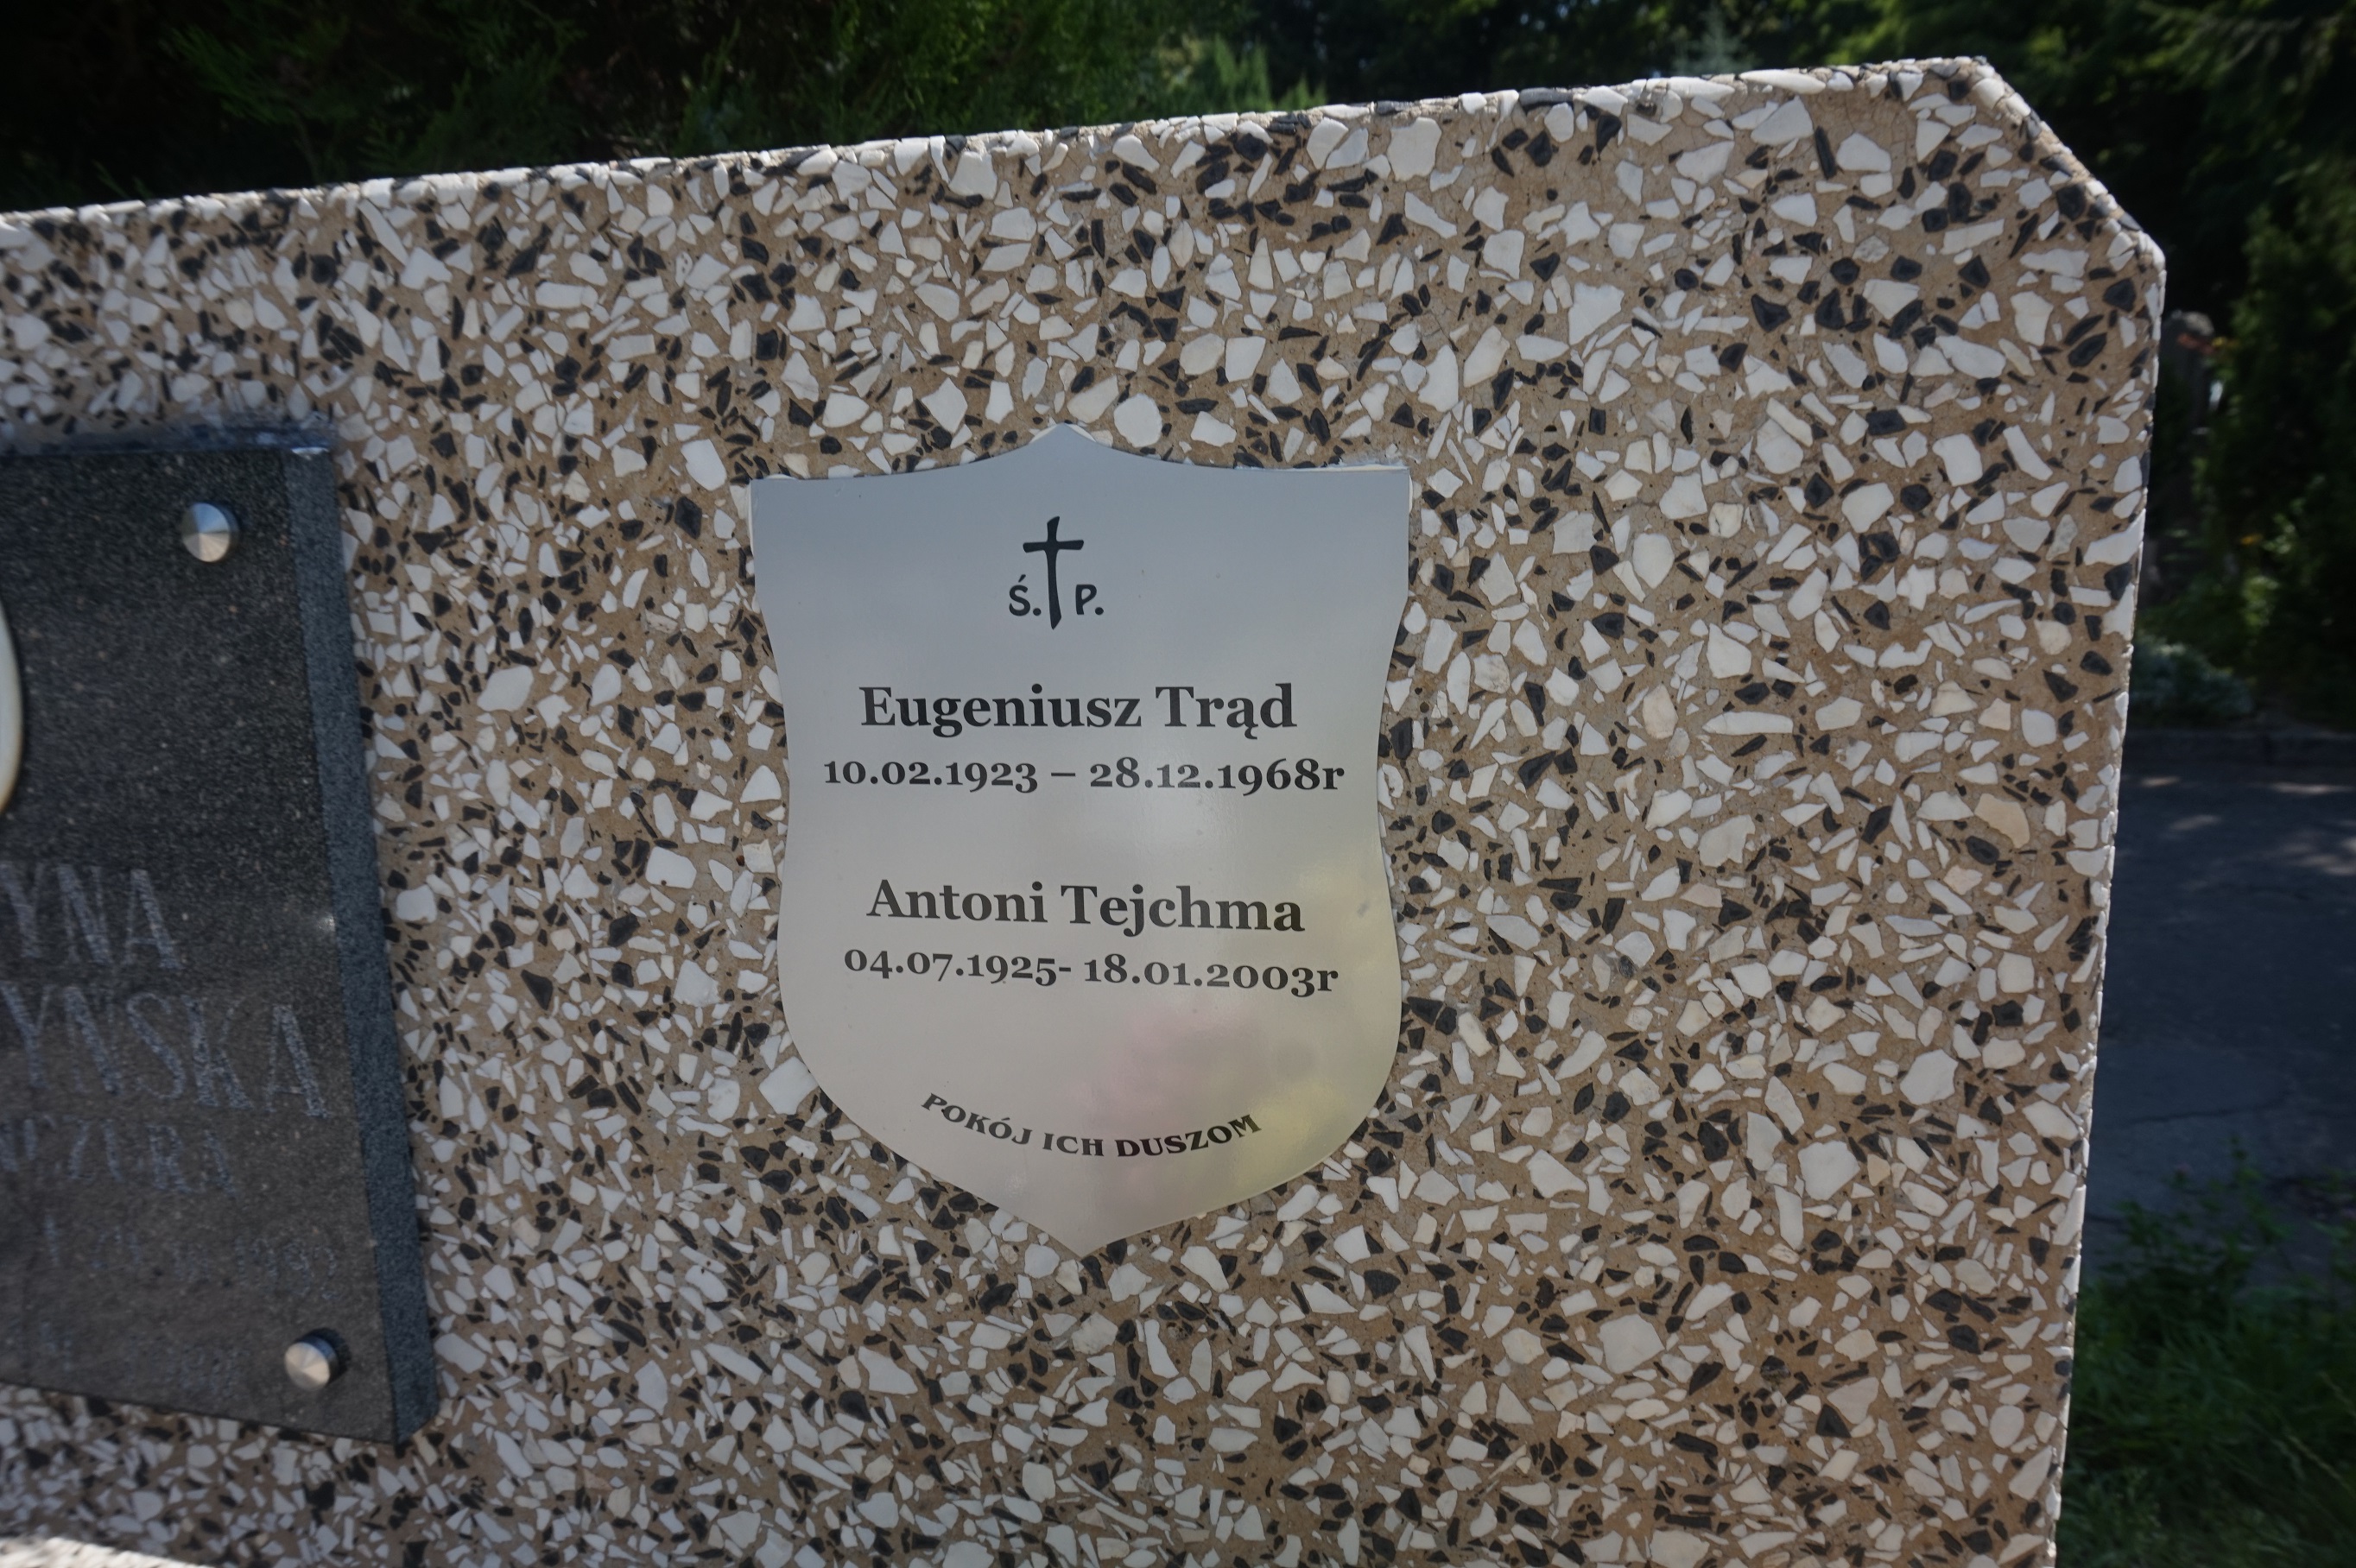 YNA
YŃSKA
Ś. P.
Eugeniusz Trąd
10.02.1923 – 28.12.1968r
Antoni Tejchma
04.07.1925- 18.01.2003r
POKÓJ ICH DUSZOM